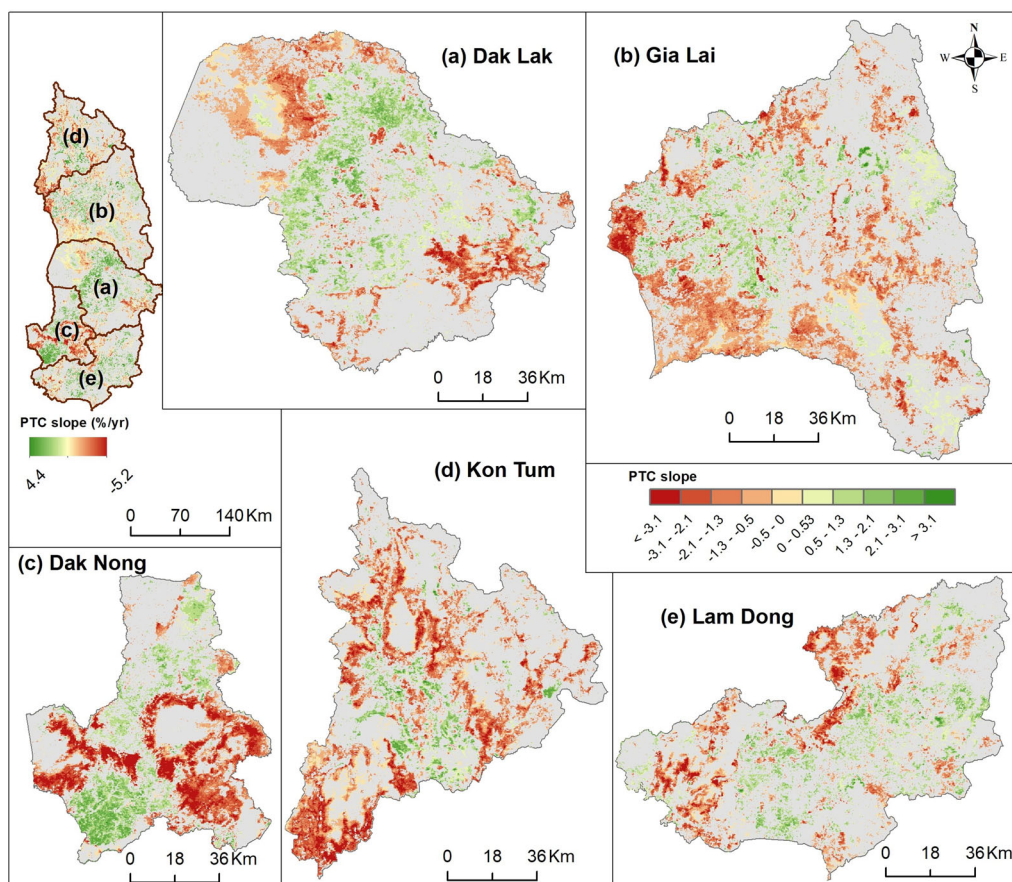 (a) Dak Lak
(b) Gia Lai
N
W
E
S
(d)
(b)
(a)
(c)
(e)
PTC slope (%/yr)
4.4
-5.2
0 70 140 Km
0 18 36 Km
0 18 36 Km
(d) Kon Tum
PTC slope
< -3.1
-3.1 - -2.1
-2.1 - -1.3
-1.3 - -0.5
-0.5 - 0
0 - 0.53
0.5 - 1.3
1.3 - 2.1
2.1 - 3.1
> 3.1
(c) Dak Nong
(e) Lam Dong
0 18 36 Km
0 18 36 Km
0 18 36 Km